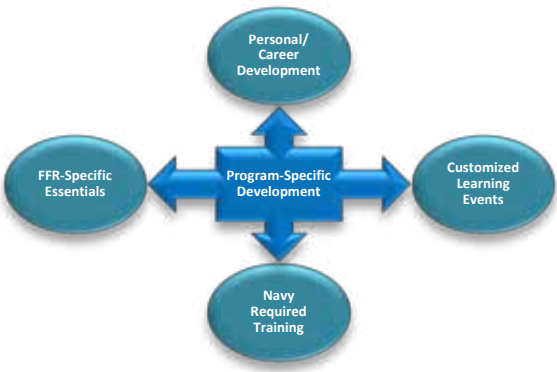 Personal/
Career
Development
FFR-Specific
Essentials
Program-Specific
Development
Customized
Learning
Events
Navy
Required
Training